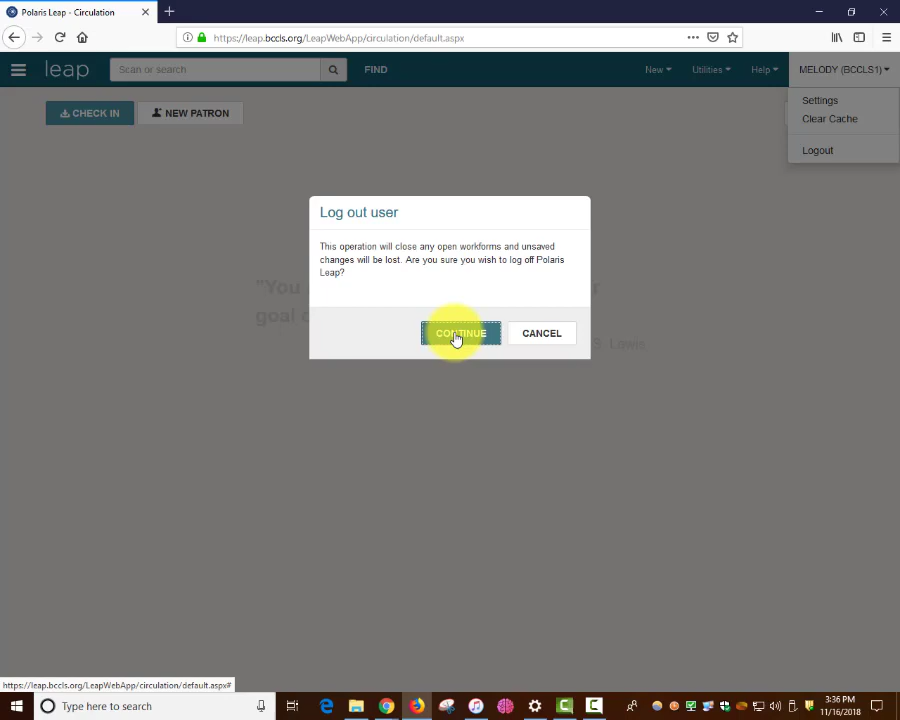 Polaris Leap - Circulation
https://leap.bccls.org/LeapWebApp/circulation/default.aspx
leap
Scan or search
FIND
New
Utilities
Help
MELODY (BCCLS1)
CHECK IN
NEW PATRON
Settings
Clear Cache
Logout
Log out user
This operation will close any open workforms and unsaved
changes will be lost. Are you sure you wish to log off Polaris
Leap?
"You
r
goal
S. Lewis
CONTINUE
CANCEL
https://leap.bccls.org/LeapWebApp/circulation/default.aspx#
Type here to search
3:36 PM
11/16/2018